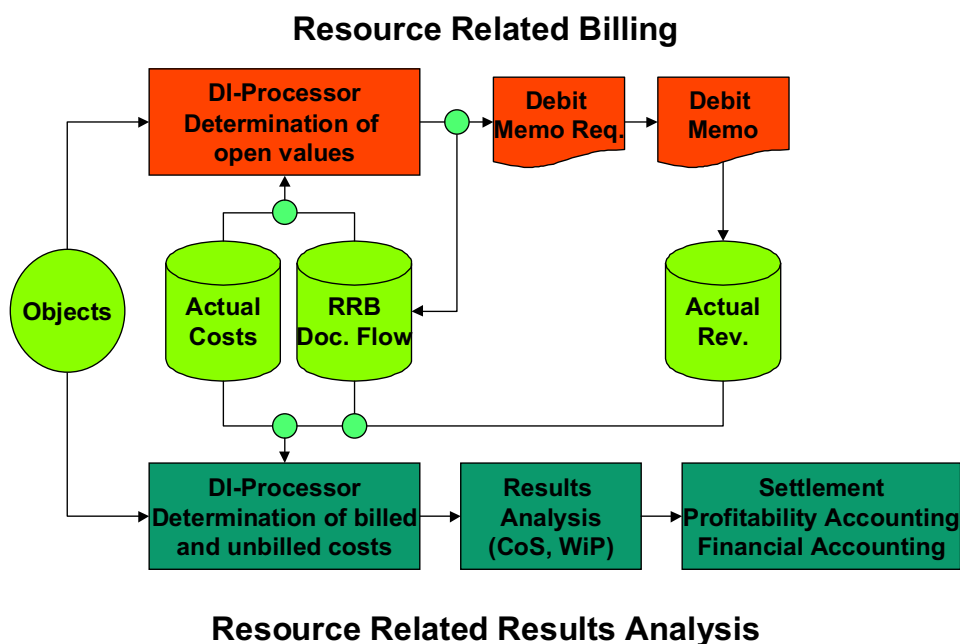 Resource Related Billing
DI-Processor
Determination of
open values
Debit
Memo Req.
Debit
Memo
Objects
Actual
Costs
RRB
Doc. Flow
Actual
Rev.
DI-Processor
Determination of billed
and unbilled costs
Results
Analysis
(CoS, WiP)
Settlement
Profitability Accounting
Financial Accounting
Resource Related Results Analysis